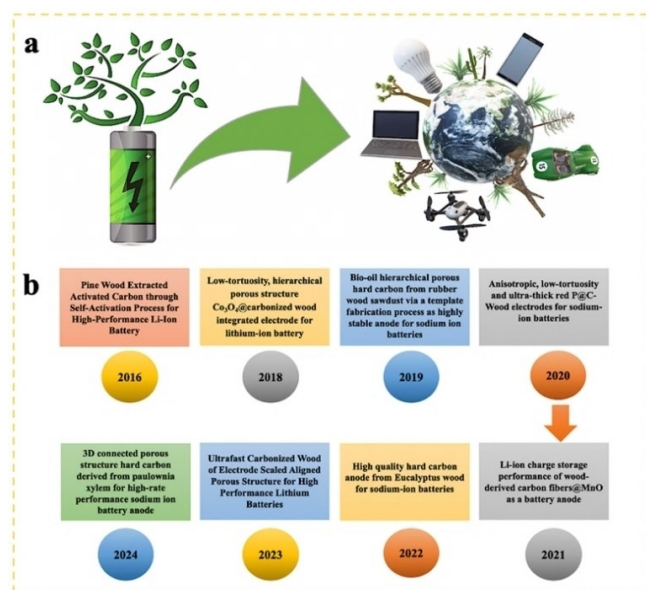 a
b
Pine Wood Extracted
Activated Carbon through
Self-Activation Process for
High-Performance Li-Ion
Battery
2016
Low-tortuosity, hierarchical
porous structure
Co₃O₄@carbonized wood
integrated electrode for
lithium-ion battery
2018
Bio-oil hierarchical porous
hard carbon from rubber
wood sawdust via a template
fabrication process as highly
stable anode for sodium ion
batteries
2019
Anisotropic, low-tortuosity
and ultra-thick red P@C-
Wood electrodes for sodium-
ion batteries
2020
3D connected porous
structure hard carbon
derived from paulownia
xylem for high-rate
performance sodium ion
battery anode
2024
Ultrafast Carbonized Wood
of Electrode Scaled Aligned
Porous Structure for High
Performance Lithium
Batteries
2023
High quality hard carbon
anode from Eucalyptus wood
for sodium-ion batteries
2022
Li-ion charge storage
performance of wood-
derived carbon fibers@MnO
as a battery anode
2021